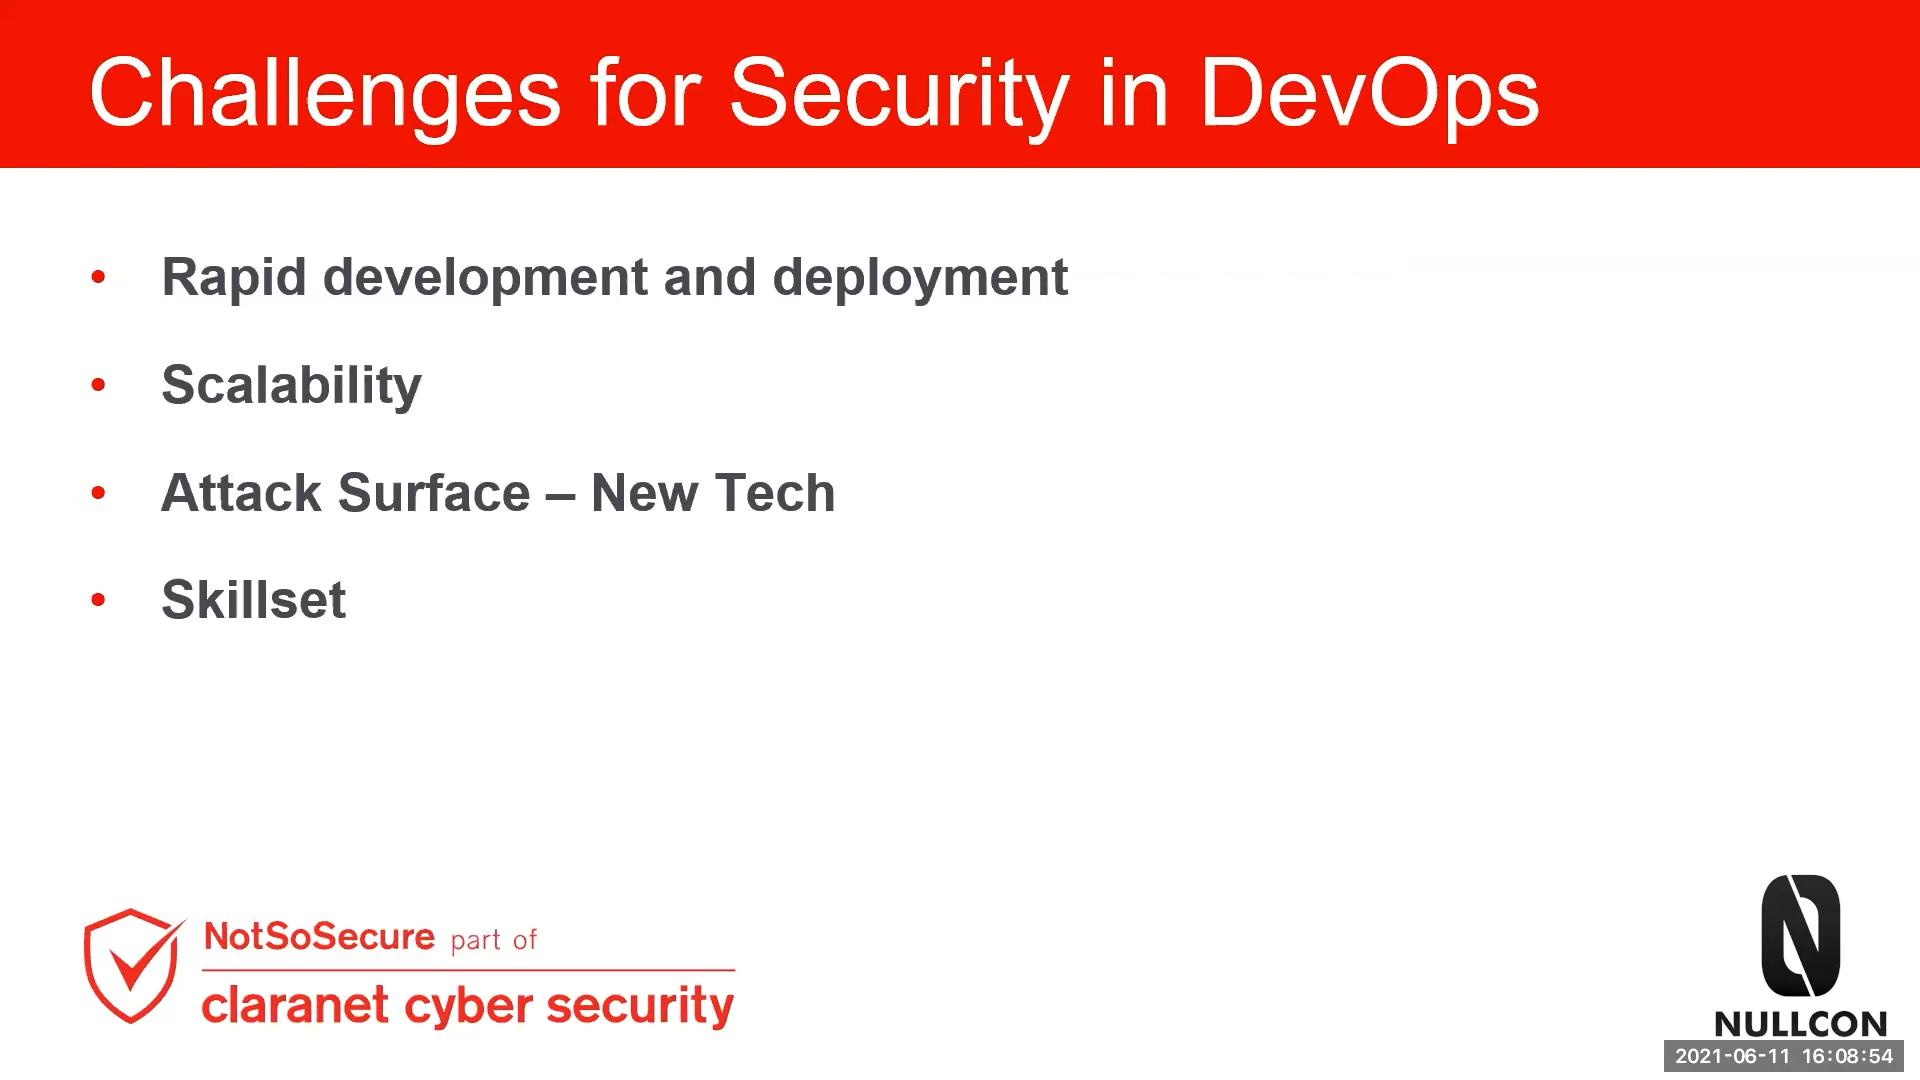 Challenges for Security in DevOps
• Rapid development and deployment
• Scalability
• Attack Surface – New Tech
• Skillset
NotSoSecure part of
claranet cyber security
NULLCON
2021-06-11 16:08:54